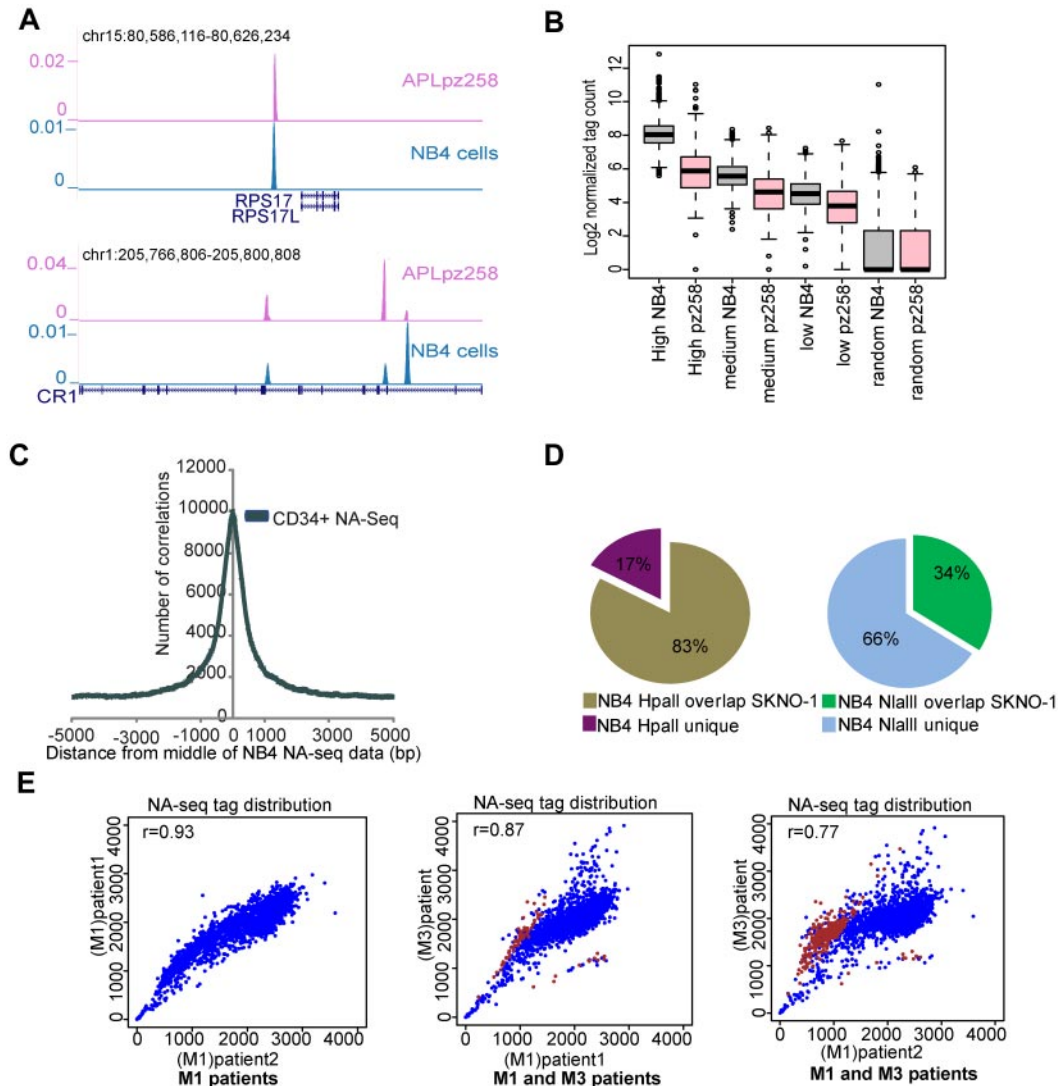 A
chr15:80,586,116-80,626,234
0.02
APLpz258
0
0.01
NB4 cells
0
RPS17
RPS17L
chr1:205,766,806-205,800,808
0.04
APLpz258
0
0.01
NB4 cells
0
CR1
B
Log2 normalized tag count
12
8
6
4
2
0
High NB4
High pz258
medium NB4
medium pz258
low NB4
low pz258
random NB4
random pz258
C
Number of correlations
12000
10000
8000
6000
4000
2000
0
CD34+ NA-Seq
-5000 -3000 -1000 1000 3000 5000
Distance from middle of NB4 NA-seq data (bp)
D
17%
83%
NB4 HpaII overlap SKNO-1
NB4 HpaII unique
34%
66%
NB4 NlaIII overlap SKNO-1
NB4 NlaIII unique
E
NA-seq tag distribution
r=0.93
(M1)patient1
0 1000 2000 3000 4000
0 1000 2000 3000 4000
(M1)patient2
M1 patients
NA-seq tag distribution
r=0.87
(M3)patient
0 1000 2000 3000 4000
0 1000 2000 3000 4000
(M1)patient1
M1 and M3 patients
NA-seq tag distribution
r=0.77
(M3)patient
0 1000 2000 3000 4000
0 1000 2000 3000 4000
(M1)patient2
M1 and M3 patients